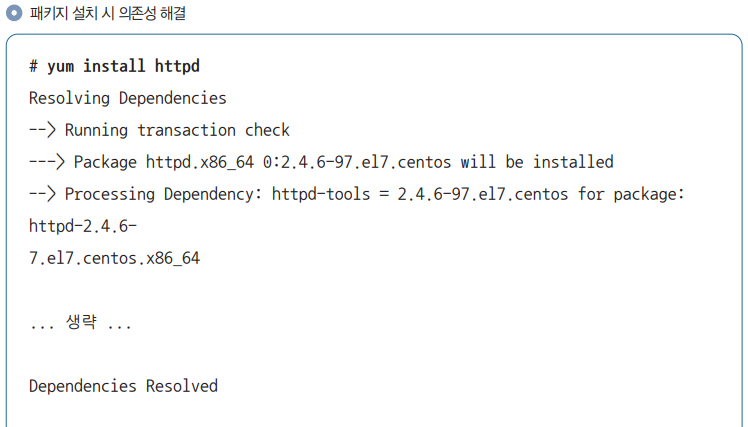 패키지 설치 시 의존성 해결
# yum install httpd
Resolving Dependencies
--> Running transaction check
---> Package httpd.x86_64 0:2.4.6-97.el7.centos will be installed
--> Processing Dependency: httpd-tools = 2.4.6-97.el7.centos for package:
httpd-2.4.6-
7.el7.centos.x86_64
... 생략 ...
Dependencies Resolved